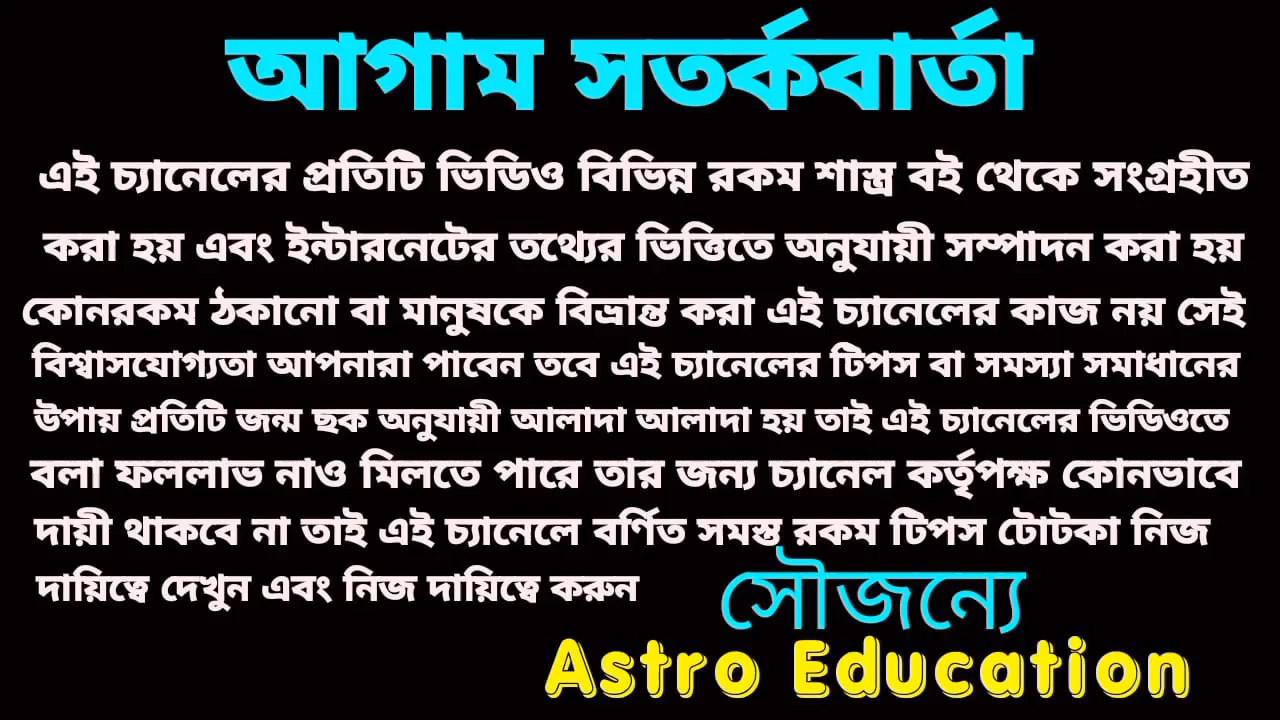 আগাম সতর্কবার্তা
এই চ্যানেলের প্রতিটি ভিডিও বিভিন্ন রকম শাস্ত্র বই থেকে সংগ্রহীত
করা হয় এবং ইন্টারনেটের তথ্যের ভিত্তিতে অনুযায়ী সম্পাদন করা হয়
কোনরকম ঠকানো বা মানুষকে বিভ্রান্ত করা এই চ্যানেলের কাজ নয় সেই
বিশ্বাসযোগ্যতা আপনারা পাবেন তবে এই চ্যানেলের টিপস বা সমস্যা সমাধানের
উপায় প্রতিটি জন্ম ছক অনুযায়ী আলাদা আলাদা হয় তাই এই চ্যানেলের ভিডিওতে
বলা ফললাভ নাও মিলতে পারে তার জন্য চ্যানেল কর্তৃপক্ষ কোনভাবে
দায়ী থাকবে না তাই এই চ্যানেলে বর্ণিত সমস্ত রকম টিপস টোটকা নিজ
দায়িত্বে দেখুন এবং নিজ দায়িত্বে করুন
সৌজন্যে
Astro Education